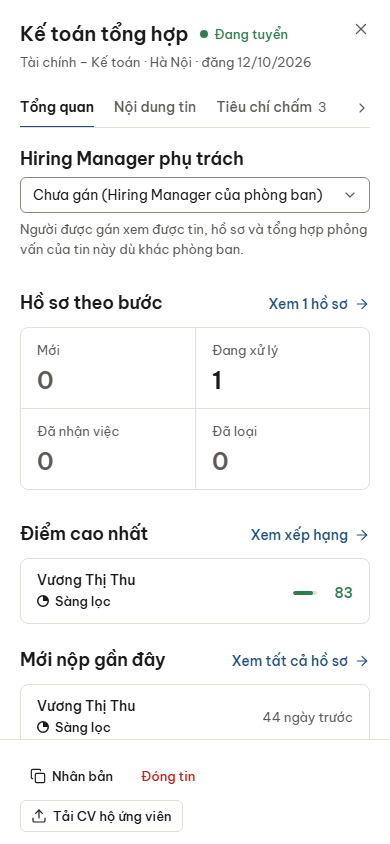 Kế toán tổng hợp
Đang tuyển
Tài chính – Kế toán · Hà Nội · đăng 12/10/2026
Tổng quan
Nội dung tin
Tiêu chí chấm 3
Hiring Manager phụ trách
Chưa gán (Hiring Manager của phòng ban)
Người được gán xem được tin, hồ sơ và tổng hợp phỏng
vấn của tin này dù khác phòng ban.
Hồ sơ theo bước
Xem 1 hồ sơ
Mới
0
Đang xử lý
1
Đã nhận việc
0
Đã loại
0
Điểm cao nhất
Xem xếp hạng
Vương Thị Thu
Sàng lọc
83
Mới nộp gần đây
Xem tất cả hồ sơ
Vương Thị Thu
Sàng lọc
44 ngày trước
Nhân bản
Đóng tin
Tải CV hộ ứng viên